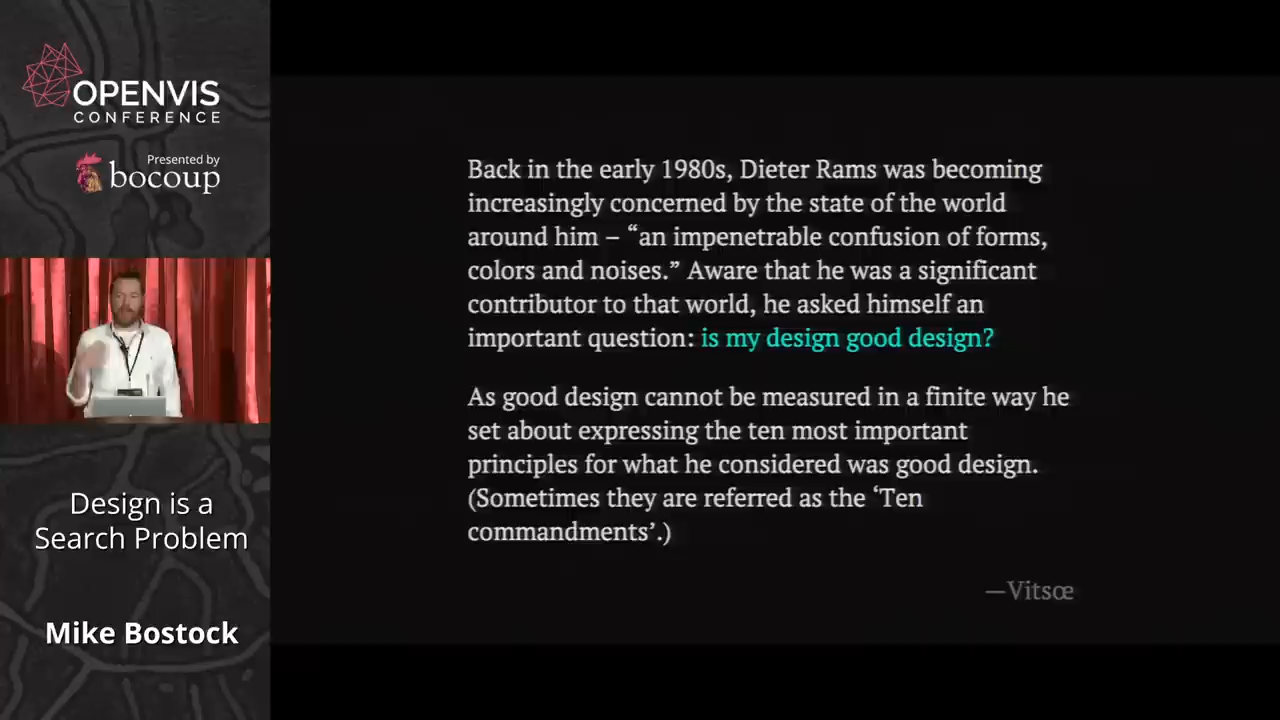 OPENVIS
CONFERENCE
Presented by
bocoup
Design is a
Search Problem
Mike Bostock
Back in the early 1980s, Dieter Rams was becoming
increasingly concerned by the state of the world
around him – “an impenetrable confusion of forms,
colors and noises.” Aware that he was a significant
contributor to that world, he asked himself an
important question: is my design good design?
As good design cannot be measured in a finite way he
set about expressing the ten most important
principles for what he considered was good design.
(Sometimes they are referred as the ‘Ten
commandments’.)
—Vitsœ